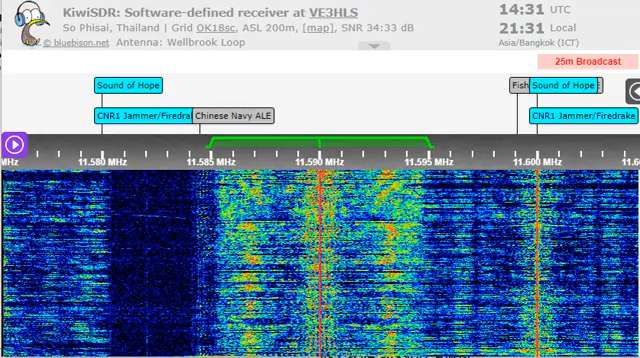 KiwiSDR: Software-defined receiver at VE3HLS
So Phisai, Thailand | Grid OK18sc, ASL 200m, [map], SNR 34:33 dB
© bluebison.net Antenna: Wellbrook Loop
14:31 UTC
21:31 Local
Asia/Bangkok (ICT)
25m Broadcast
Sound of Hope
Fish
Sound of Hope
E
CNR1 Jammer/Firedra
Chinese Navy ALE
CNR1 Jammer/Firedrake
MHz 11.580 MHz 11.585 MHz 11.590 MHz 11.595 MHz 11.600 MHz 11.6